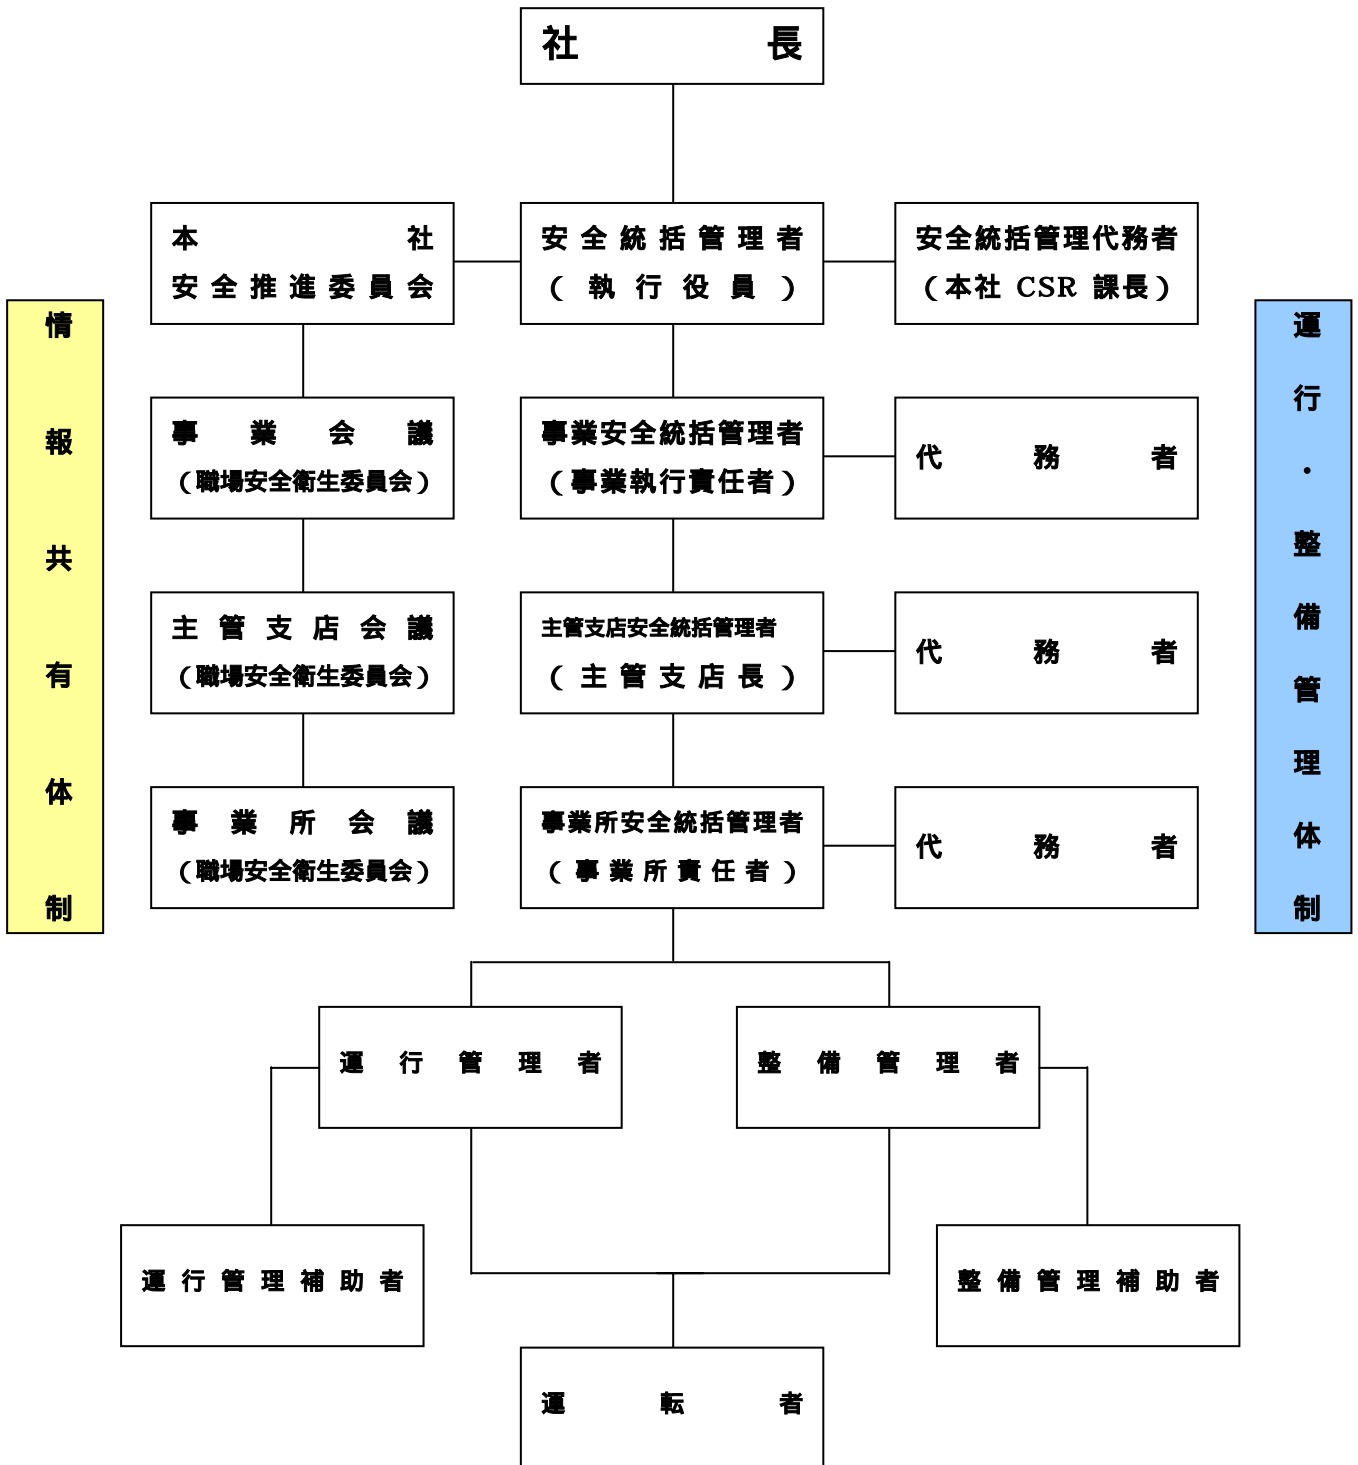 社長
本社
安全推進委員会
安全統括管理者
(執行役員)
安全統括管理代務者
(本社 CSR 課長)
情報共有体制
運行・整備管理体制
事業会議
(職場安全衛生委員会)
事業安全統括管理者
(事業執行責任者)
代務者
主管支店会議
(職場安全衛生委員会)
主管支店安全統括管理者
(主管支店長)
代務者
事業所会議
(職場安全衛生委員会)
事業所安全統括管理者
(事業所責任者)
代務者
運行管理者
整備管理者
運行管理補助者
整備管理補助者
運転者